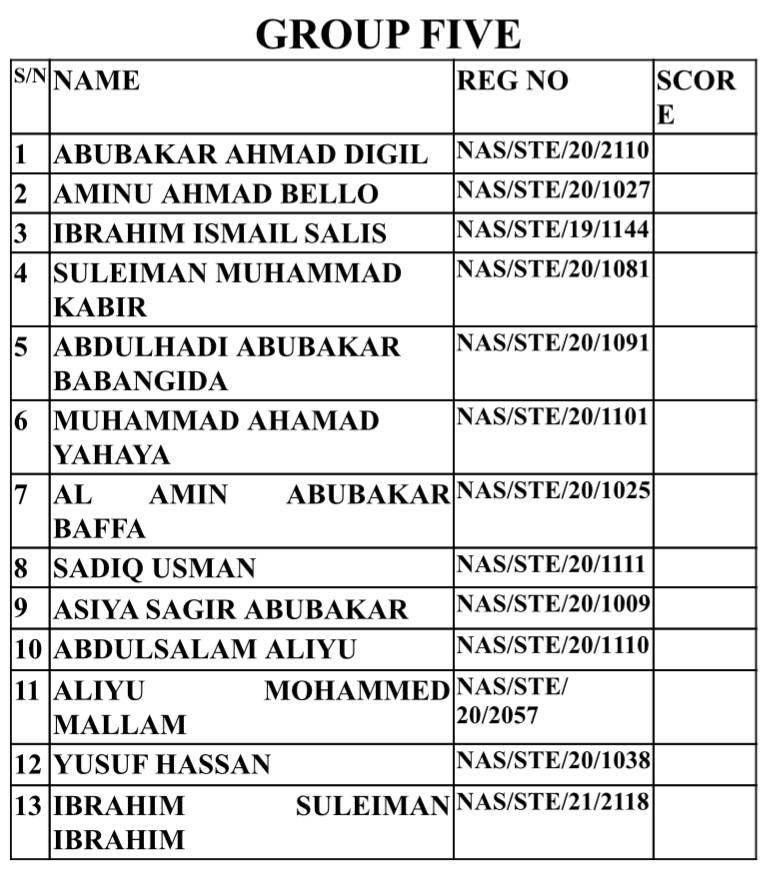 GROUP FIVE
S/N NAME REG NO SCOR
E
1 ABUBAKAR AHMAD DIGIL NAS/STE/20/2110
2 AMINU AHMAD BELLO NAS/STE/20/1027
3 IBRAHIM ISMAIL SALIS NAS/STE/19/1144
4 SULEIMAN MUHAMMAD NAS/STE/20/1081
KABIR
5 ABDULHADI ABUBAKAR NAS/STE/20/1091
BABANGIDA
6 MUHAMMAD AHAMAD NAS/STE/20/1101
YAHAYA
7 AL AMIN ABUBAKAR NAS/STE/20/1025
BAFFA
8 SADIQ USMAN NAS/STE/20/1111
9 ASIYA SAGIR ABUBAKAR NAS/STE/20/1009
10 ABDULSALAM ALIYU NAS/STE/20/1110
11 ALIYU MOHAMMED NAS/STE/
MALLAM 20/2057
12 YUSUF HASSAN NAS/STE/20/1038
13 IBRAHIM SULEIMAN NAS/STE/21/2118
IBRAHIM